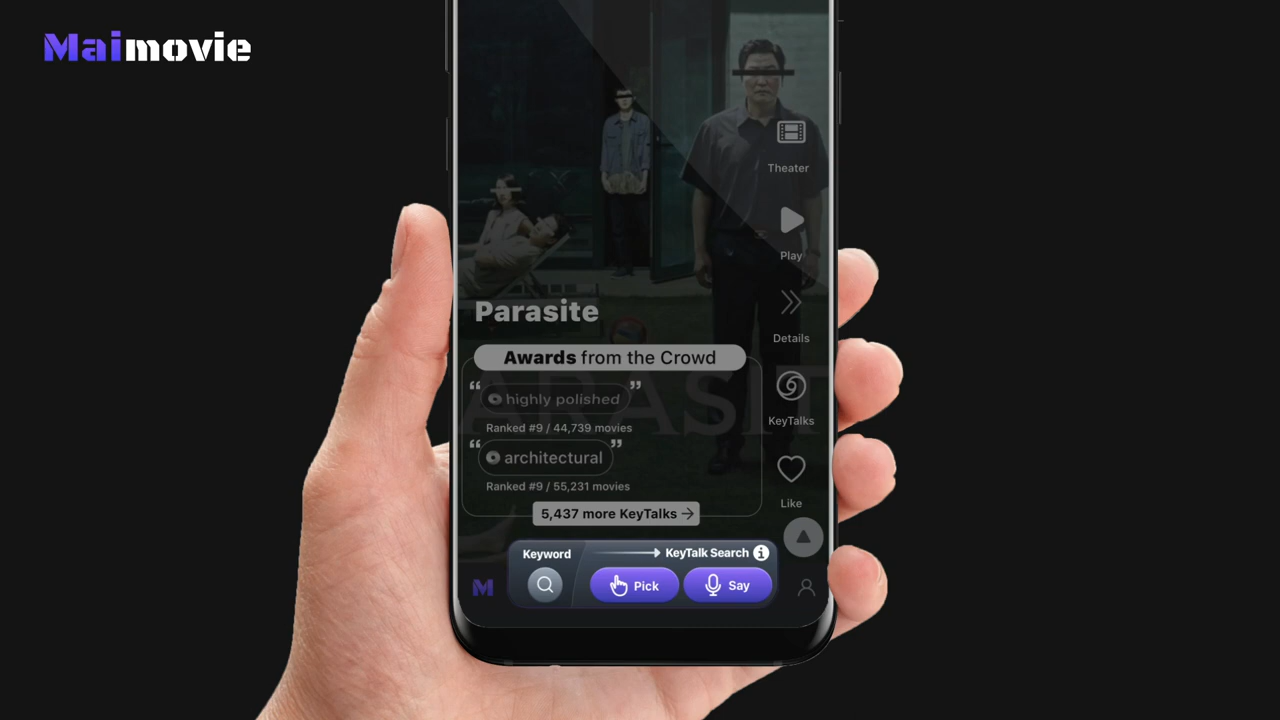 Maimovie
Theater
Play
Details
Parasite
Awards from the Crowd
“ highly polished ”
Ranked #9 / 44,739 movies
KeyTalks
“ architectural ”
Ranked #9 / 55,231 movies
Like
5,437 more KeyTalks →
Keyword → KeyTalk Search i
M
Pick
Say